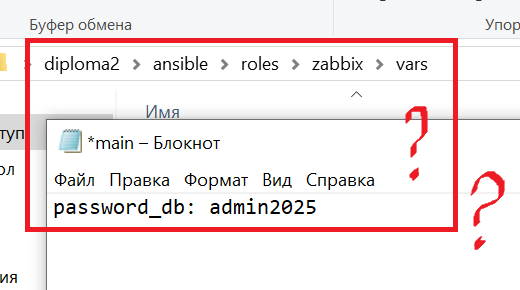 Буфер обмена
Упор
diploma2 > ansible > roles > zabbix > vars
Имя
туп
*main – Блокнот
ол
Файл Правка Формат Вид Справка
password_db: admin2025
ия
? ?